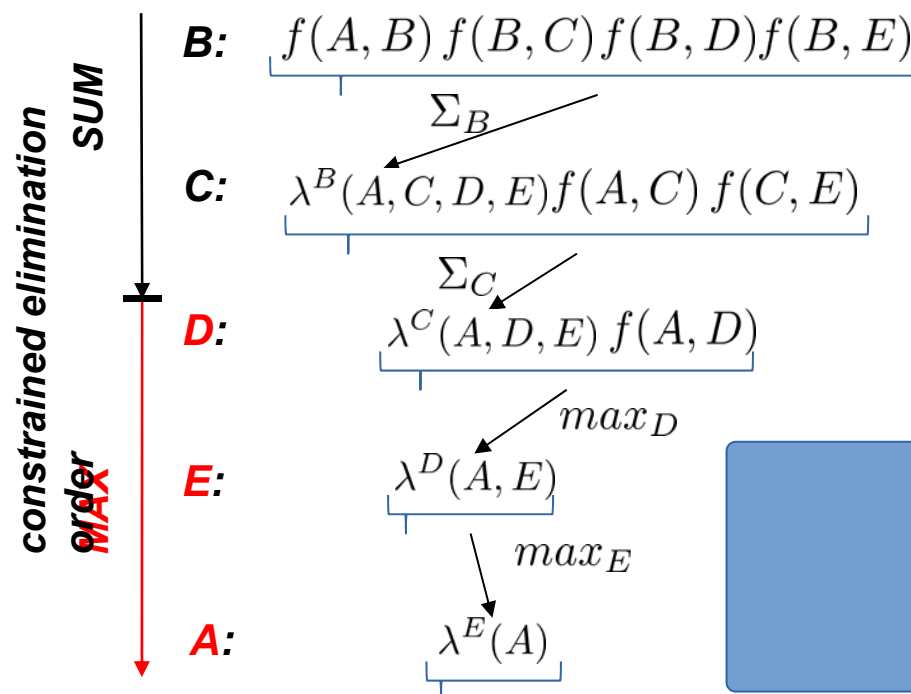 B: f(A, B) f(B, C) f(B, D) f(B, E)
Σ_B
C: λ^B(A, C, D, E) f(A, C) f(C, E)
Σ_C
D: λ^C(A, D, E) f(A, D)
max_D
E: λ^D(A, E)
max_E
A: λ^E(A)
SUM
MAX
constrained elimination
order